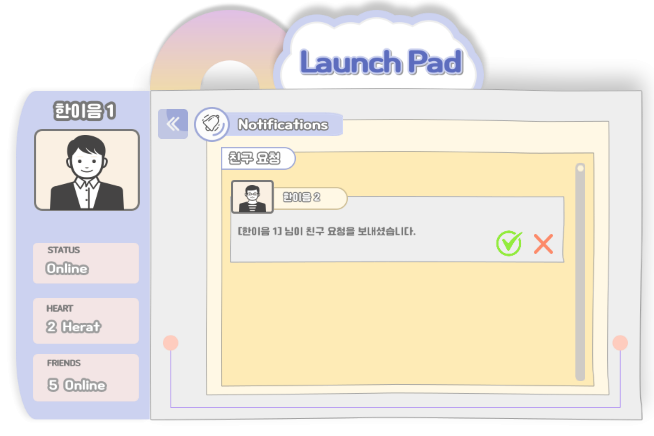 Launch Pad
한이음 1
STATUS
Online
HEART
2 Herat
FRIENDS
5 Online
Notifications
친구 요청
한이음 2
[한이음 1] 님이 친구 요청을 보내셨습니다.